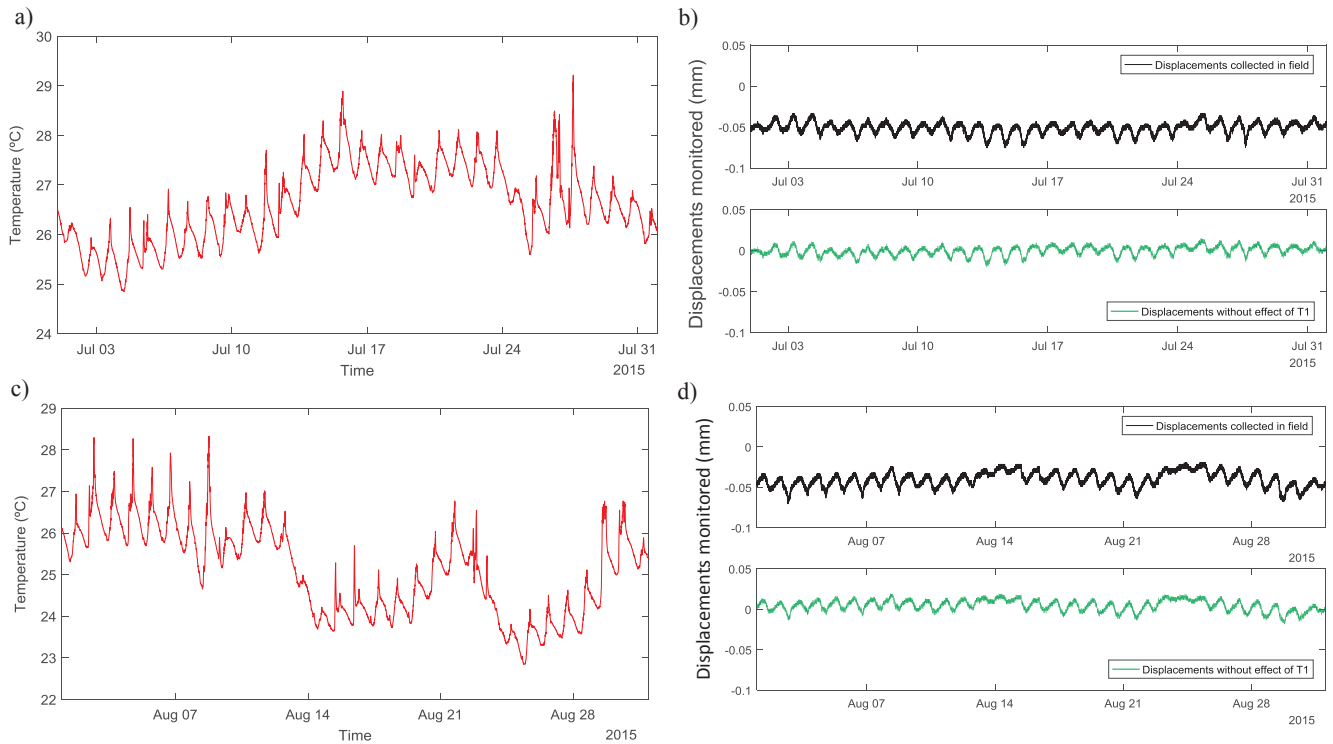 a)
30
29
28
27
26
25
24
Temperature (ºC)
Jul 03
Jul 10
Jul 17
Jul 24
Jul 31
Time
2015
b)
Displacements monitored (mm)
0.05
0
-0.05
-0.1
Displacements collected in field
Jul 03
Jul 10
Jul 17
Jul 24
Jul 31
2015
0.05
0
-0.05
-0.1
Displacements without effect of T1
Jul 03
Jul 10
Jul 17
Jul 24
Jul 31
2015
c)
29
28
27
26
25
24
23
22
Temperature (ºC)
Aug 07
Aug 14
Aug 21
Aug 28
Time
2015
d)
Displacements monitored (mm)
0.05
0
-0.05
-0.1
Displacements collected in field
Aug 07
Aug 14
Aug 21
Aug 28
2015
0.05
0
-0.05
-0.1
Displacements without effect of T1
Aug 07
Aug 14
Aug 21
Aug 28
2015